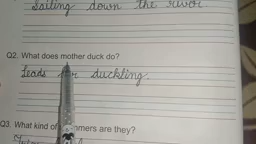 Sailing down the river
Q2. What does mother duck do?
Leads her duckling.
Q3. What kind of mmers are they?